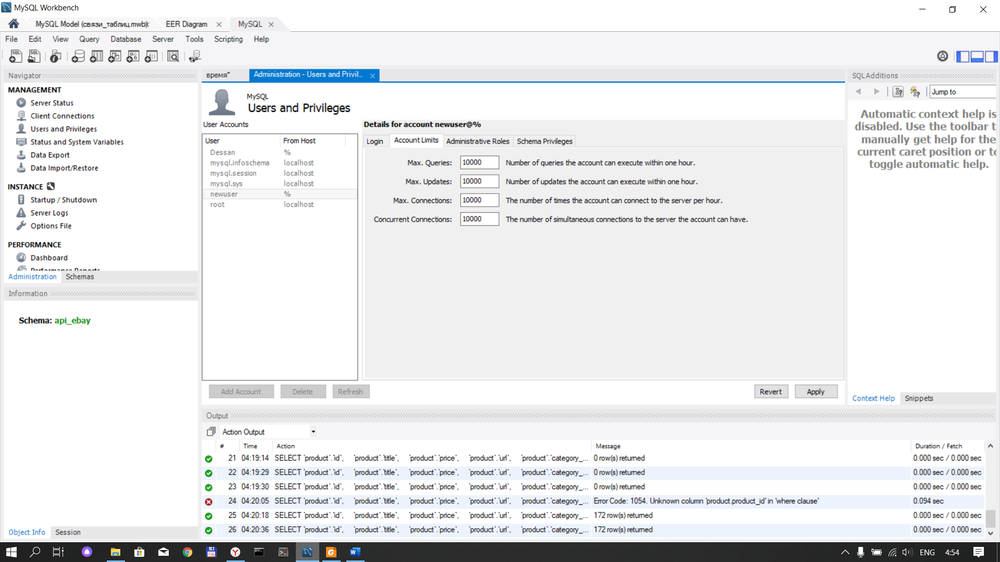 MySQL Workbench
MySQL Model (связи_таблиц.mwb)
EER Diagram
MySQL
File Edit View Query Database Server Tools Scripting Help
Navigator
MANAGEMENT
Server Status
Client Connections
Users and Privileges
Status and System Variables
Data Export
Data Import/Restore
INSTANCE
Startup / Shutdown
Server Logs
Options File
PERFORMANCE
Dashboard
Performance Reports
Administration Schemas
Information
Schema: api_ebay
Object Info Session
время*
Administration - Users and Privil...
MySQL
Users and Privileges
User Accounts
User From Host
Dessan %
mysql.infoschema localhost
mysql.session localhost
mysql.sys localhost
newuser %
root localhost
Add Account Delete Refresh
Details for account newuser@%
Login Account Limits Administrative Roles Schema Privileges
Max. Queries: 10000 Number of queries the account can execute within one hour.
Max. Updates: 10000 Number of updates the account can execute within one hour.
Max. Connections: 10000 The number of times the account can connect to the server per hour.
Concurrent Connections: 10000 The number of simultaneous connections to the server the account can have.
Revert Apply
SQLAdditions
Jump to
Automatic context help is
disabled. Use the toolbar t
manually get help for the
current caret position or to
toggle automatic help.
Context Help Snippets
Output
Action Output
# Time Action Message Duration / Fetch
21 04:19:14 SELECT `product`.`id`, `product`.`title`, `product`.`price`, `product`.`url`, `product`.`category_... 0 row(s) returned 0.000 sec / 0.000 sec
22 04:19:29 SELECT `product`.`id`, `product`.`title`, `product`.`price`, `product`.`url`, `product`.`category_... 0 row(s) returned 0.000 sec / 0.000 sec
23 04:19:30 SELECT `product`.`id`, `product`.`title`, `product`.`price`, `product`.`url`, `product`.`category_... 0 row(s) returned 0.000 sec / 0.000 sec
24 04:20:05 SELECT `product`.`id`, `product`.`title`, `product`.`price`, `product`.`url`, `product`.`category_... Error Code: 1054. Unknown column 'product.product_id' in 'where clause' 0.094 sec
25 04:20:18 SELECT `product`.`id`, `product`.`title`, `product`.`price`, `product`.`url`, `product`.`category_... 172 row(s) returned 0.000 sec / 0.000 sec
26 04:20:36 SELECT `product`.`id`, `product`.`title`, `product`.`price`, `product`.`url`, `product`.`category_... 172 row(s) returned 0.000 sec / 0.000 sec
ENG 4:54